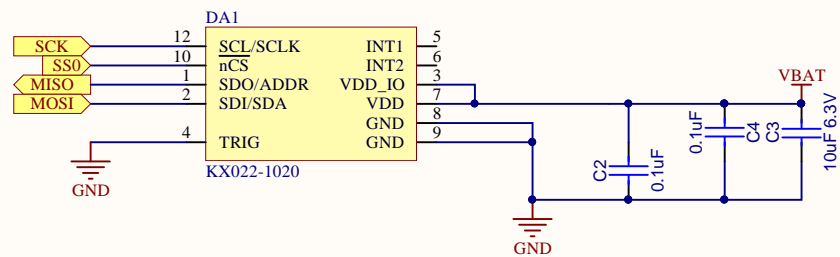 DA1
SCK 12 SCL/SCLK INT1 5
SS0 10 nCS INT2 6
MISO 1 SDO/ADDR VDD_IO 3
MOSI 2 SDI/SDA VDD 7
GND 8
4 TRIG GND 9
KX022-1020
GND
GND
VBAT
C2 0.1uF
0.1uF C4
C3 10uF 6.3V